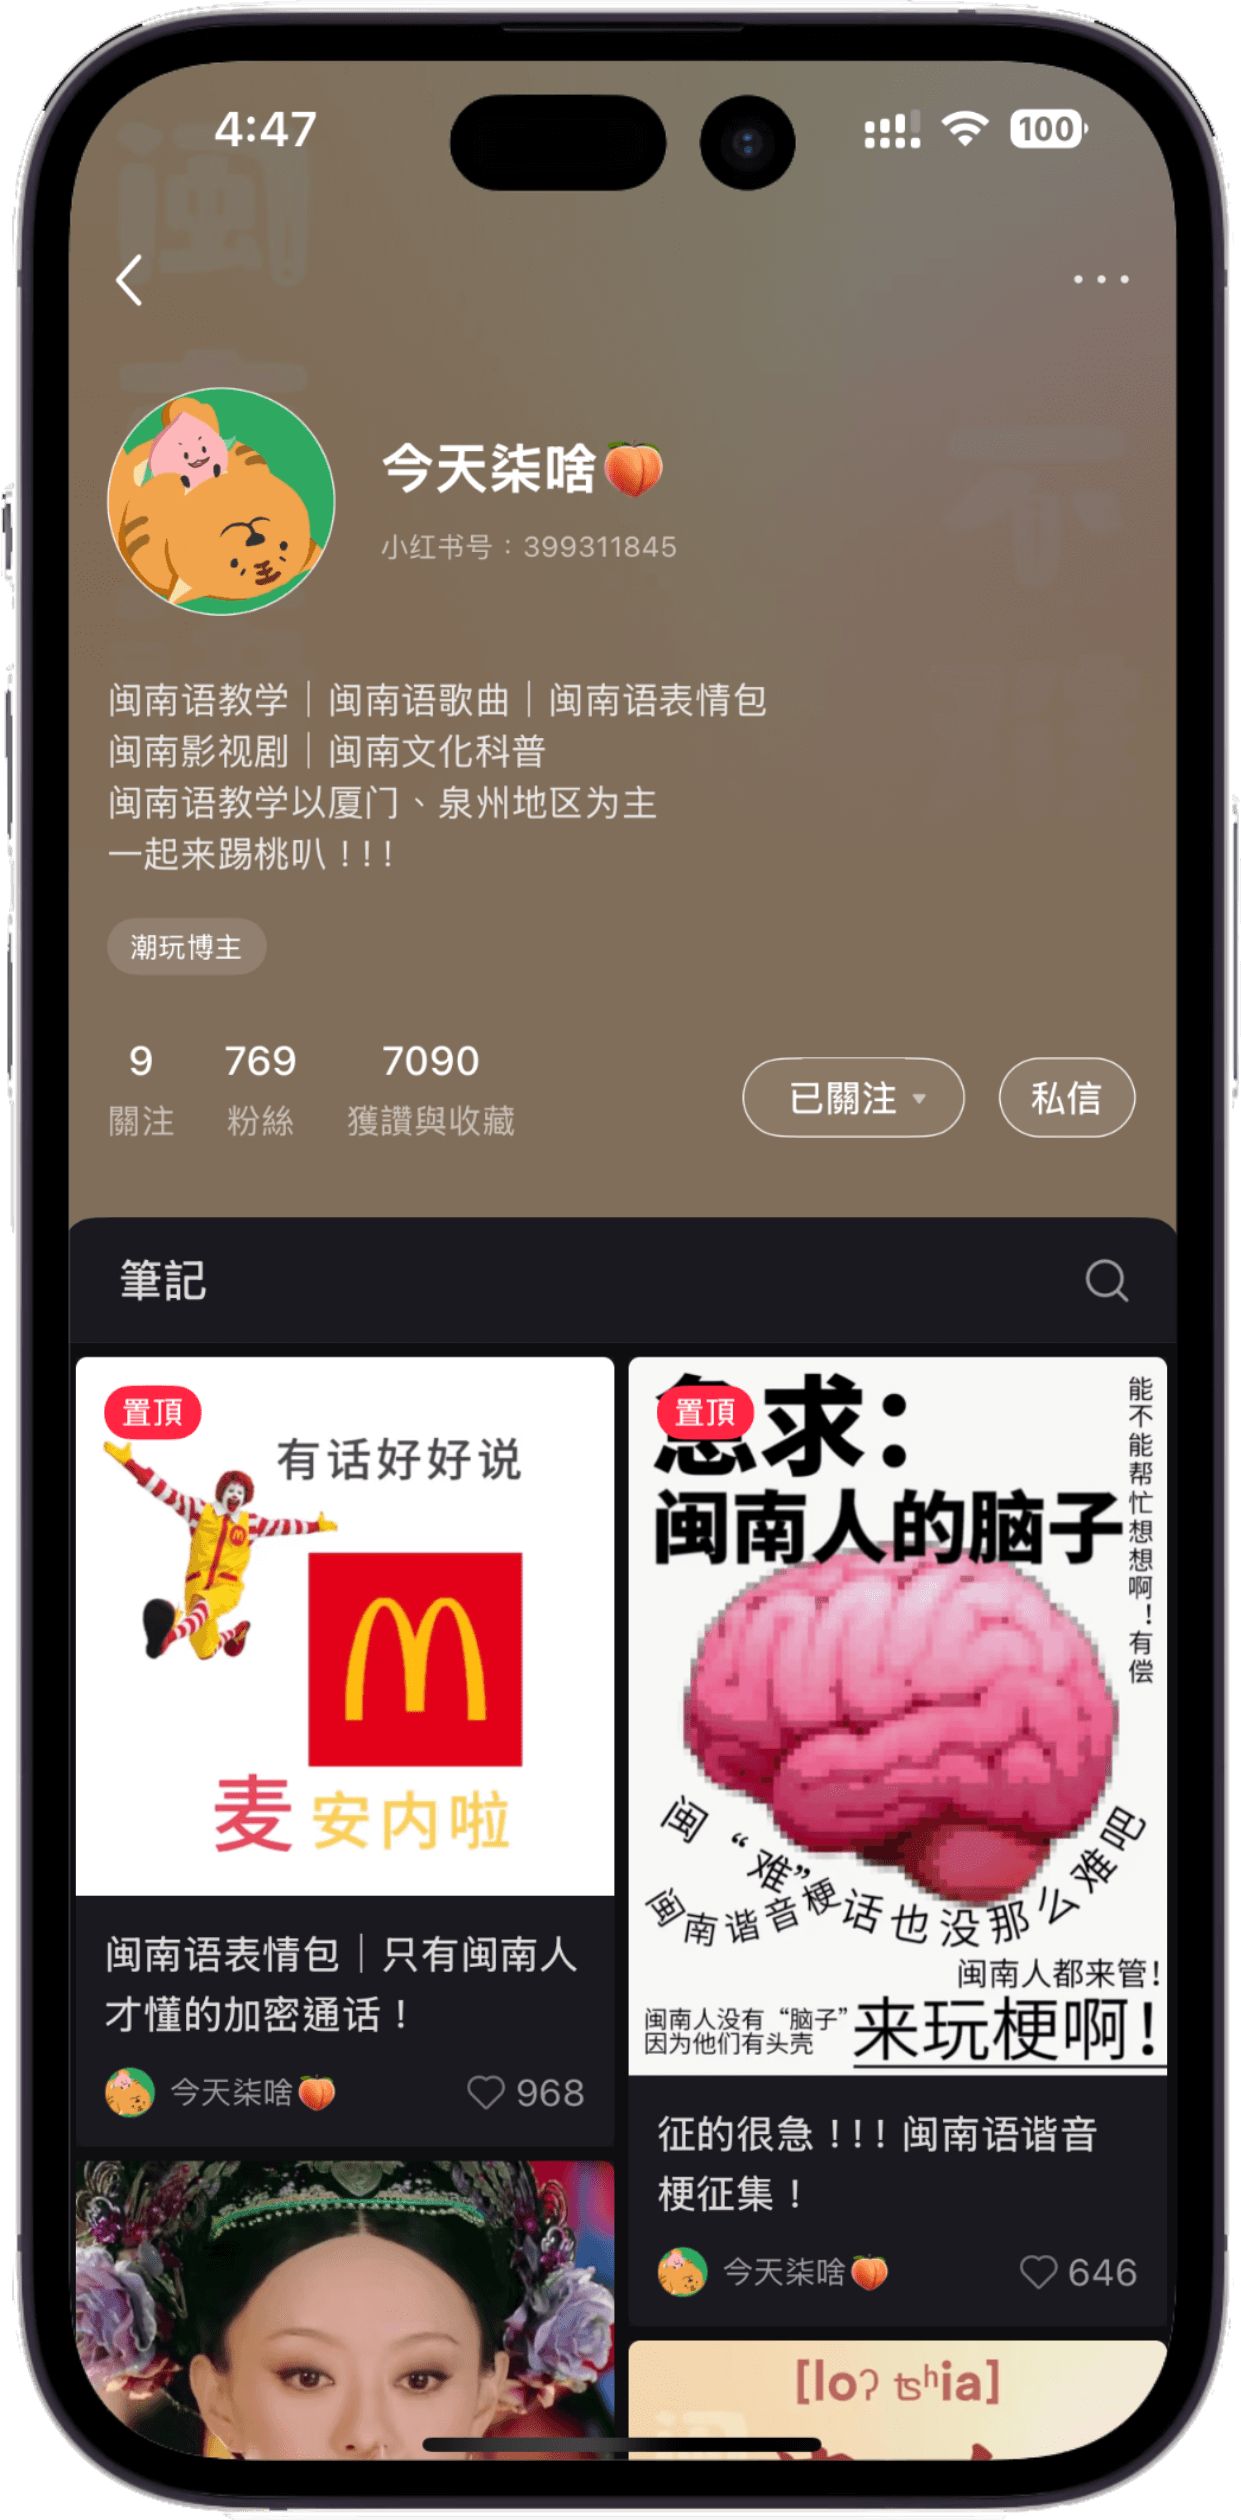 4:47
100
今天柒啥🍑
小红书号：399311845
闽南语教学｜闽南语歌曲｜闽南语表情包
闽南影视剧｜闽南文化科普
闽南语教学以厦门、泉州地区为主
一起来踢桃叭！！！
潮玩博主
9
關注
769
粉絲
7090
獲讚與收藏
已關注
私信
筆記
置頂
有话好好说
麦安内啦
闽南语表情包｜只有闽南人
才懂的加密通话！
今天柒啥🍑
968
置頂
急求：
闽南人的脑子
能不能帮忙想想啊！有偿
闽“难”话也没那么难吧
闽南谐音梗
闽南人都来管！
闽南人没有“脑子”
因为他们有头壳
来玩梗啊！
征的很急！！！闽南语谐音
梗征集！
今天柒啥🍑
646
[loʔ tsʰia]